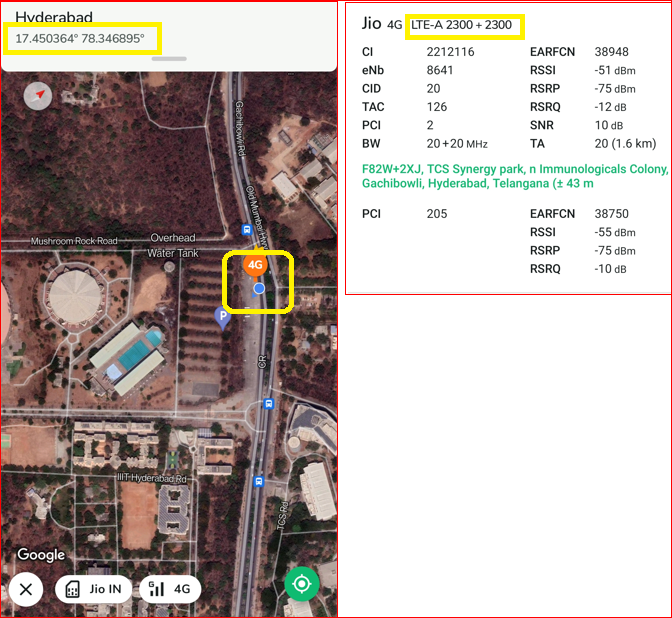 Hyderabad
17.450364° 78.346895°
Gachibowli Rd
Old Mumbai Hwy
Mushroom Rock Road
Overhead
Water Tank
4G
P
CR
IIIT Hyderabad Rd
TCS Rd
Google
Jio IN
4G
Jio 4G LTE-A 2300 + 2300
CI 2212116 EARFCN 38948
eNb 8641 RSSI -51 dBm
CID 20 RSRP -75 dBm
TAC 126 RSRQ -12 dB
PCI 2 SNR 10 dB
BW 20+20 MHz TA 20 (1.6 km)
F82W+2XJ, TCS Synergy park, n Immunologicals Colony,
Gachibowli, Hyderabad, Telangana (± 43 m
PCI 205 EARFCN 38750
RSSI -55 dBm
RSRP -75 dBm
RSRQ -10 dB